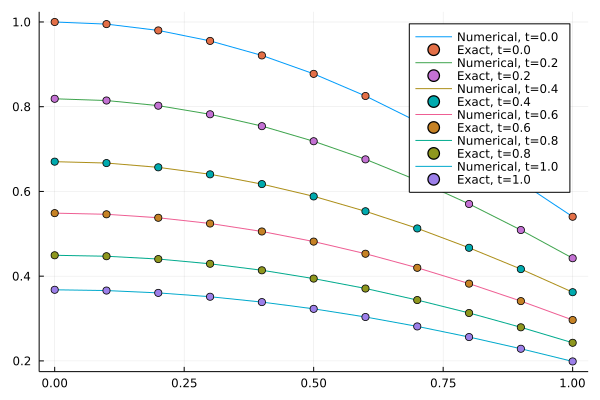 1.0
0.8
0.6
0.4
0.2
0.00
0.25
0.50
0.75
1.00
Numerical, t=0.0
Exact, t=0.0
Numerical, t=0.2
Exact, t=0.2
Numerical, t=0.4
Exact, t=0.4
Numerical, t=0.6
Exact, t=0.6
Numerical, t=0.8
Exact, t=0.8
Numerical, t=1.0
Exact, t=1.0